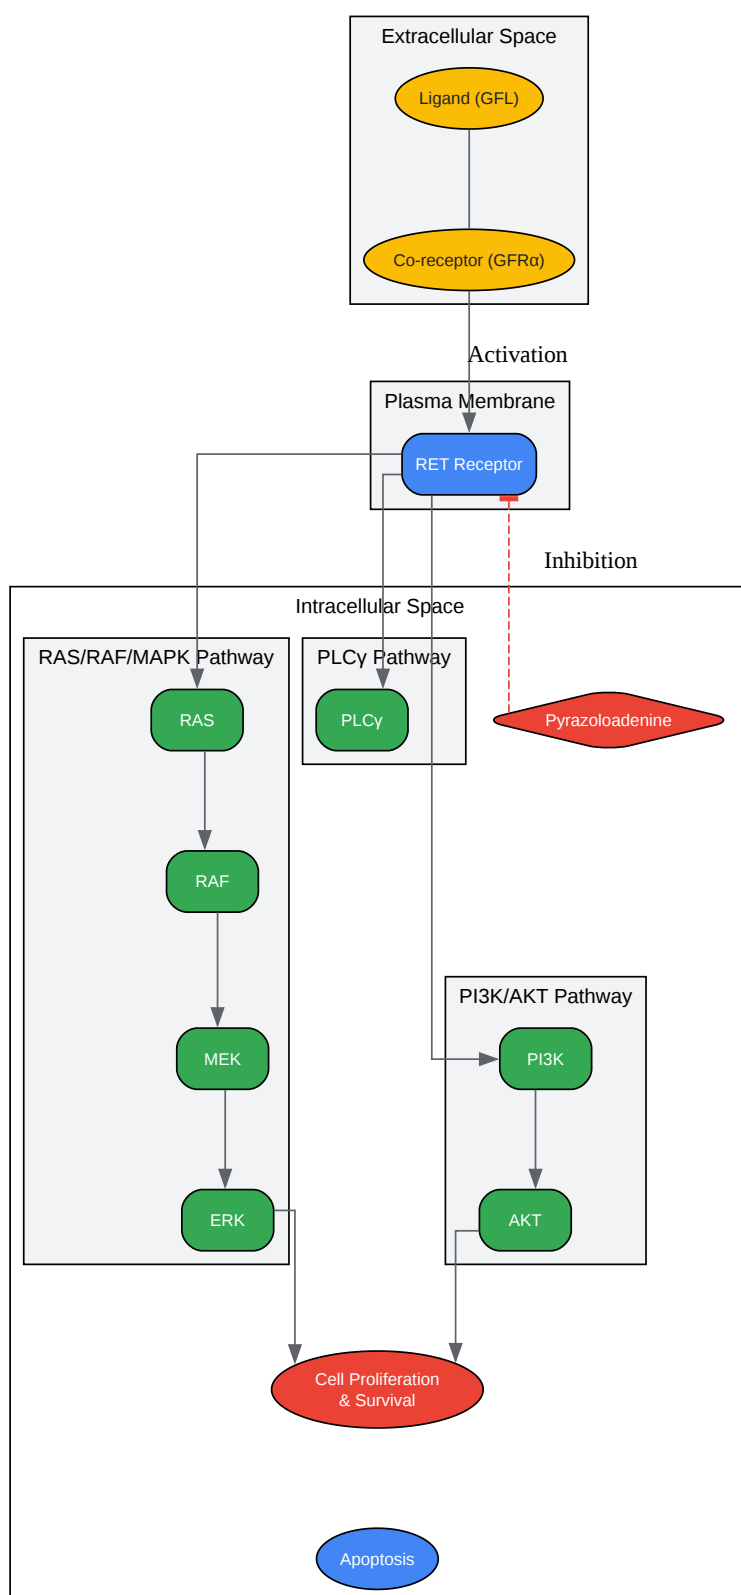 Extracellular Space
Ligand (GFL)
Co-receptor (GFRα)
Activation
Plasma Membrane
RET Receptor
Inhibition
Intracellular Space
RAS/RAF/MAPK Pathway
PLCγ Pathway
RAS
PLCγ
Pyrazoloadenine
RAF
PI3K/AKT Pathway
MEK
PI3K
ERK
AKT
Cell Proliferation
& Survival
Apoptosis